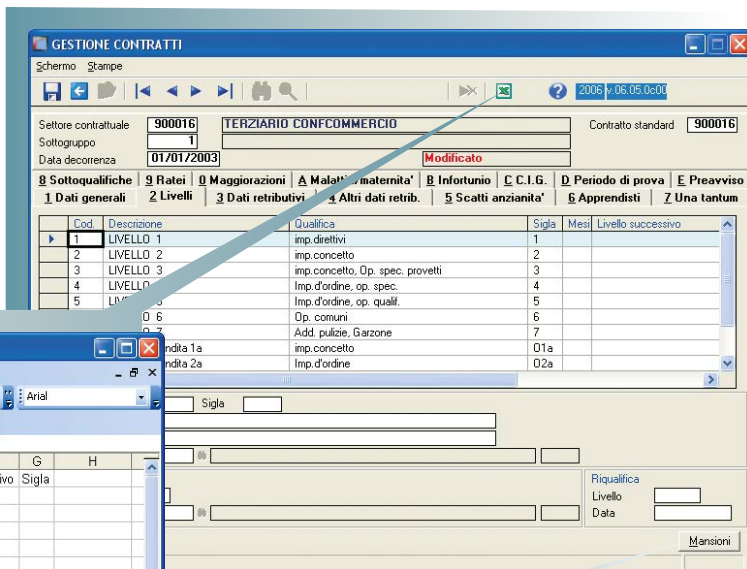 GESTIONE CONTRATTI
Schermo Stampe
2006 v.06.05.0c00
Settore contrattuale 900016 TERZIARIO CONFCOMMERCIO Contratto standard 900016
Sottogruppo 1
Data decorrenza 01/01/2003 Modificato
8 Sottoqualifiche 9 Ratei 0 Maggiorazioni A Malattia/maternita' B Infortunio C C.I.G. D Periodo di prova E Preavviso
1 Dati generali 2 Livelli 3 Dati retributivi 4 Altri dati retrib. 5 Scatti anzianita' 6 Apprendisti 7 Una tantum
Cod. Descrizione Qualifica Sigla Mesi Livello successivo
1 LIVELLO 1 imp.direttivi 1
2 LIVELLO 2 imp.concetto 2
3 LIVELLO 3 imp.concetto, Op. spec. provetti 3
4 Imp.d'ordine, op. spec. 4
5 Imp.d'ordine, op. qualif. 5
6 Op. comuni 6
Add. pulizie, Garzone 7
1a imp.concetto 01a
2a Imp.d'ordine 02a
Arial
Sigla
G H
Sigla
Riqualifica
Livello
Data
Mansioni